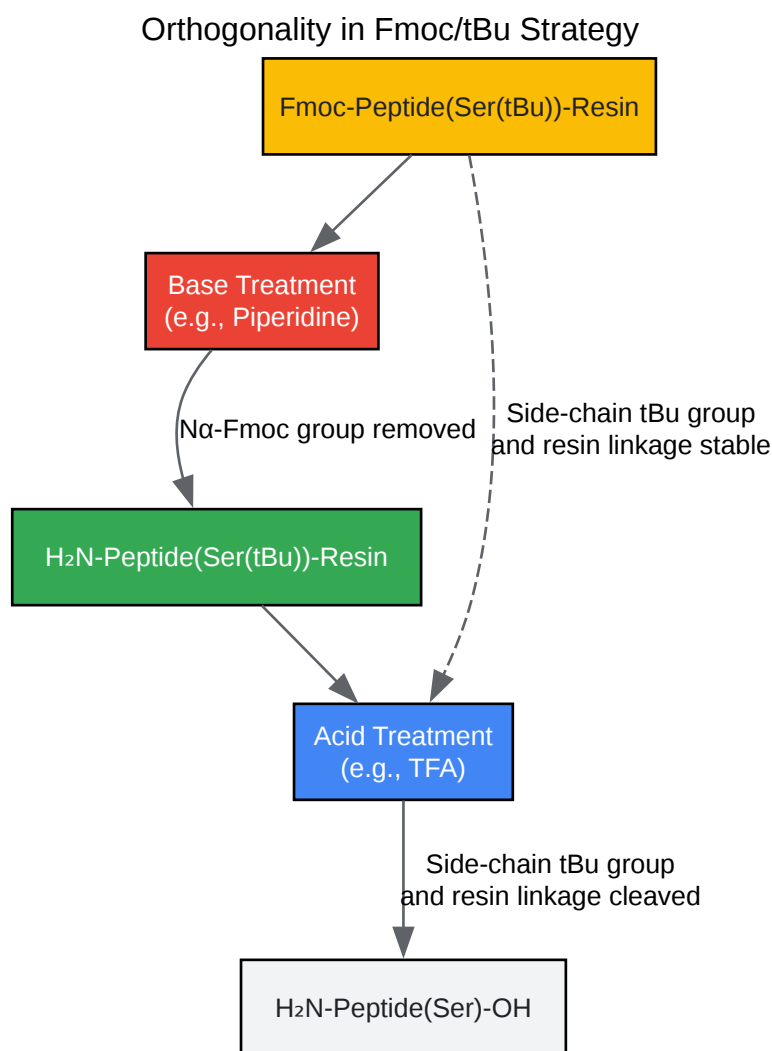 Orthogonality in Fmoc/tBu Strategy
Fmoc-Peptide(Ser(tBu))-Resin
Base Treatment
(e.g., Piperidine)
Side-chain tBu group
and resin linkage stable
Nα-Fmoc group removed
H₂N-Peptide(Ser(tBu))-Resin
Acid Treatment
(e.g., TFA)
Side-chain tBu group
and resin linkage cleaved
H₂N-Peptide(Ser)-OH